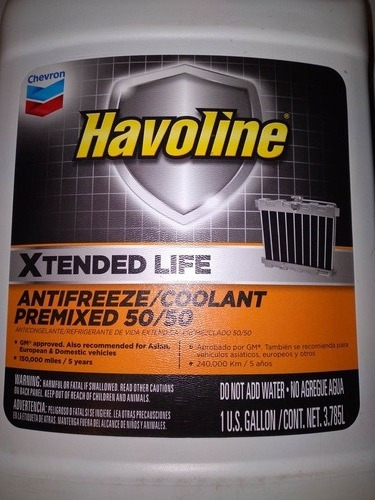 Chevron
Havoline®
XTENDED LIFE
ANTIFREEZE/COOLANT
PREMIXED 50/50
ANTICONGELANTE/REFRIGERANTE DE VIDA EXTENDIDA PREMEZCLADO 50/50
• GM® approved. Also recommended for Asian,
European & Domestic vehicles
• 150,000 miles / 5 years
• Aprobado por GM®. También se recomienda para
vehículos asiáticos, europeos y otros
• 240,000 Km / 5 años
WARNING: HARMFUL OR FATAL IF SWALLOWED. READ OTHER CAUTIONS
ON BACK PANEL. KEEP OUT OF REACH OF CHILDREN AND ANIMALS.
ADVERTENCIA: PELIGROSO O FATAL SI SE INGIERE. LEA OTRAS PRECAUCIONES
EN LA ETIQUETA DE ATRAS. MANTENGA FUERA DEL ALCANCE DE NIÑOS Y ANIMALES.
DO NOT ADD WATER • NO AGREGUE AGUA
1 U.S. GALLON / CONT. NET. 3.785L